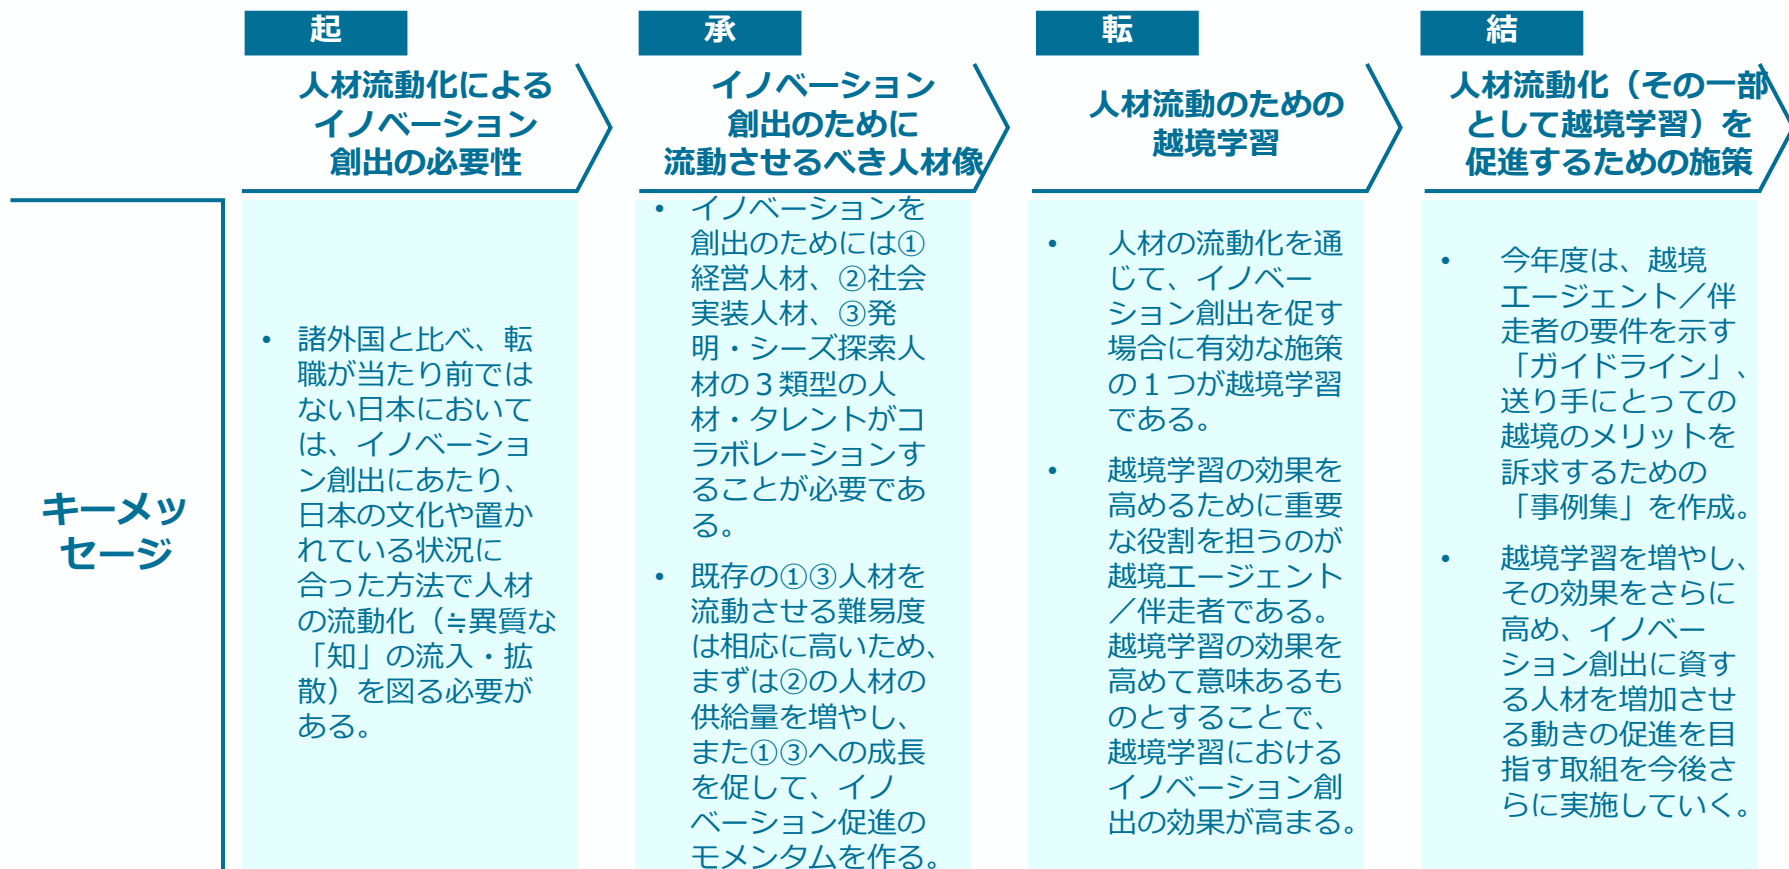 起
人材流動化による
イノベーション
創出の必要性
承
イノベーション
創出のために
流動させるべき人材像
転
人材流動のための
越境学習
結
人材流動化（その一部
として越境学習）を
促進するための施策
キーメッ
セージ
• 諸外国と比べ、転
職が当たり前では
ない日本において
は、イノベーショ
ン創出にあたり、
日本の文化や置か
れている状況に
合った方法で人材
の流動化（≒異質な
「知」の流入・拡
散）を図る必要が
ある。
• イノベーションを
創出のためには①
経営人材、②社会
実装人材、③発
明・シーズ探索人
材の３類型の人
材・タレントがコ
ラボレーションす
ることが必要であ
る。
• 既存の①③人材を
流動させる難易度
は相応に高いため、
まずは②の人材の
供給量を増やし、
また①③への成長
を促して、イノ
ベーション促進の
モメンタムを作る。
• 人材の流動化を通
じて、イノベー
ション創出を促す
場合に有効な施策
の１つが越境学習
である。
• 越境学習の効果を
高めるために重要
な役割を担うのが
越境エージェント
／伴走者である。
越境学習の効果を
高めて意味あるも
のとすることで、
越境学習における
イノベーション創
出の効果が高まる。
• 今年度は、越境
エージェント／伴
走者の要件を示す
「ガイドライン」、
送り手にとっての
越境のメリットを
訴求するための
「事例集」を作成。
• 越境学習を増やし、
その効果をさらに
高め、イノベー
ション創出に資す
る人材を増加させ
る動きの促進を目
指す取組を今後さ
らに実施していく。